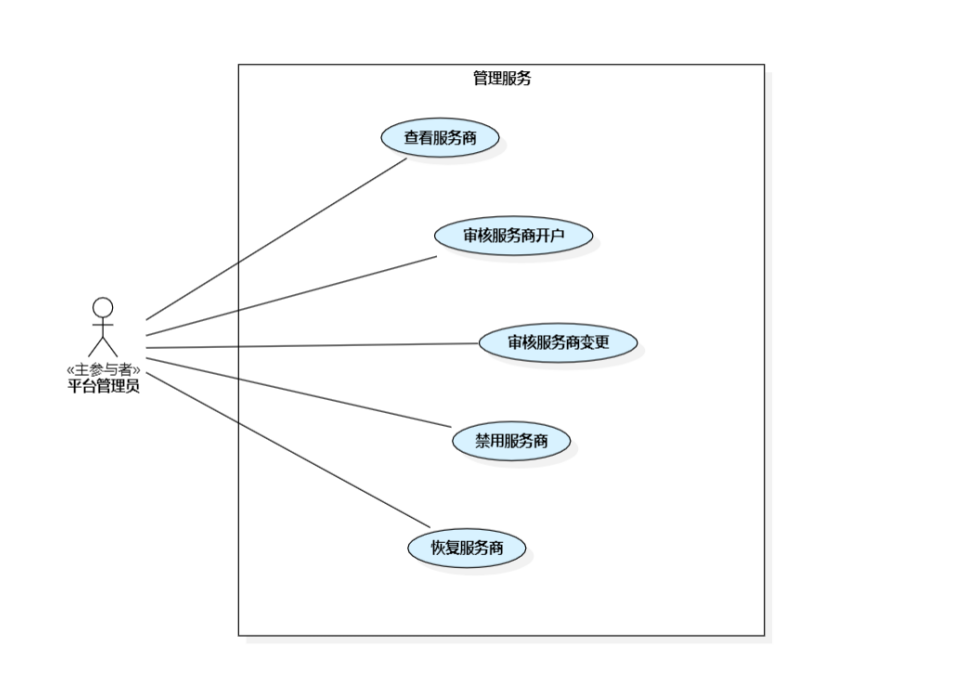 管理服务
查看服务商
审核服务商开户
审核服务商变更
«主参与者»
平台管理员
禁用服务商
恢复服务商